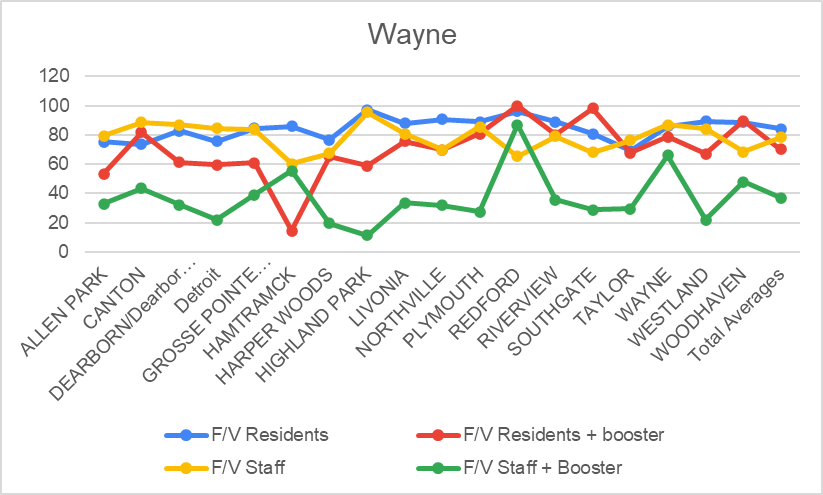 Wayne
120
100
80
60
40
20
0
ALLEN PARK
CANTON
DEARBORN/Dearbor…
Detroit
GROSSE POINTE…
HAMTRAMCK
HARPER WOODS
HIGHLAND PARK
LIVONIA
NORTHVILLE
PLYMOUTH
REDFORD
RIVERVIEW
SOUTHGATE
TAYLOR
WAYNE
WESTLAND
WOODHAVEN
Total Averages
F/V Residents
F/V Residents + booster
F/V Staff
F/V Staff + Booster